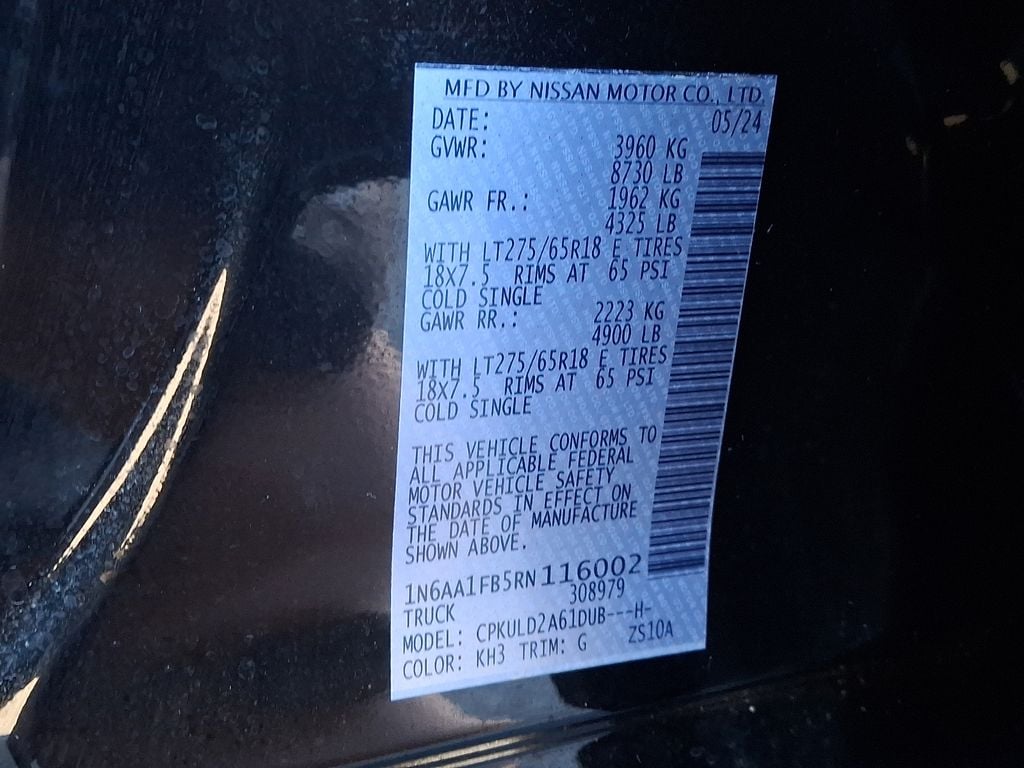 MFD BY NISSAN MOTOR CO., LTD.
DATE: 05/24
GVWR: 3960 KG
8730 LB
GAWR FR.: 1962 KG
4325 LB
WITH LT275/65R18 E TIRES
18X7.5 RIMS AT 65 PSI
COLD SINGLE
GAWR RR.: 2223 KG
4900 LB
WITH LT275/65R18 E TIRES
18X7.5 RIMS AT 65 PSI
COLD SINGLE
THIS VEHICLE CONFORMS TO
ALL APPLICABLE FEDERAL
MOTOR VEHICLE SAFETY
STANDARDS IN EFFECT ON
THE DATE OF MANUFACTURE
SHOWN ABOVE.
1N6AA1FB5RN116002
TRUCK 308979
MODEL: CPKULD2A61DUB---H-
COLOR: KH3 TRIM: G ZS10A